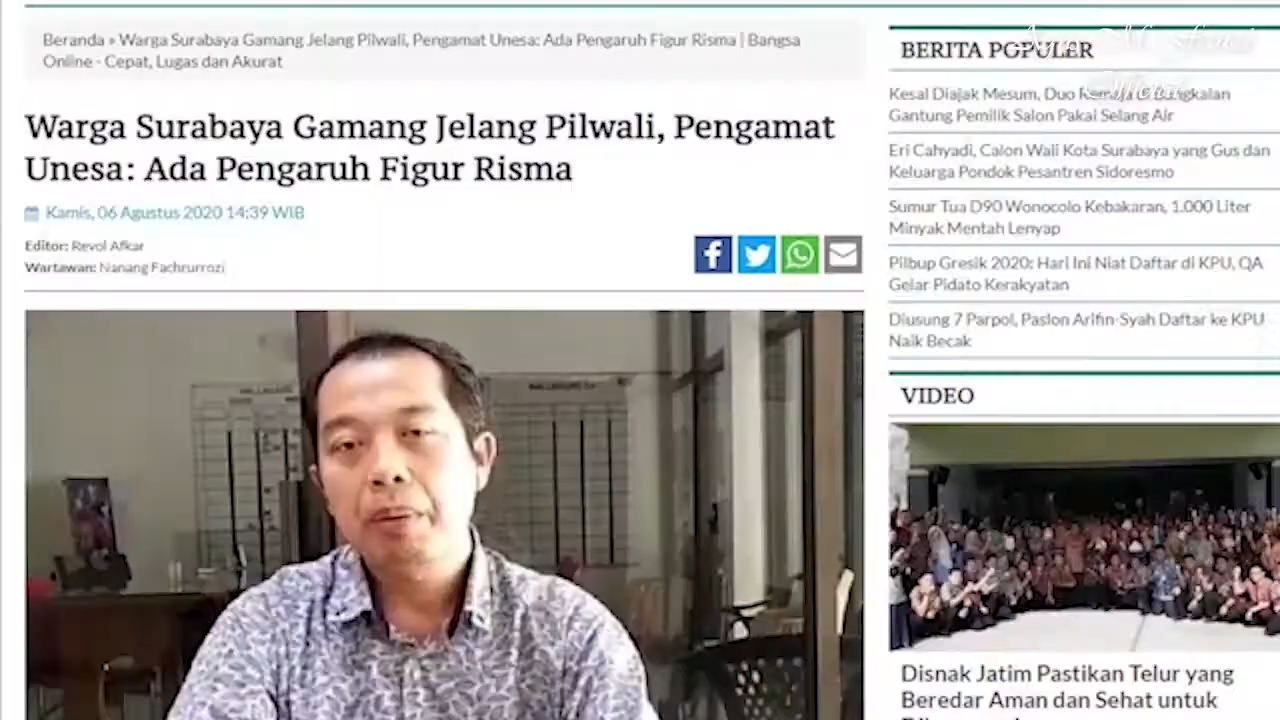 Beranda » Warga Surabaya Gamang Jelang Pilwali, Pengamat Unesa: Ada Pengaruh Figur Risma | Bangsa
Online - Cepat, Lugas dan Akurat
Warga Surabaya Gamang Jelang Pilwali, Pengamat
Unesa: Ada Pengaruh Figur Risma
Kamis, 06 Agustus 2020 14:39 WIB
Editor: Revol Afkar
Wartawan: Nanang Fachrurrozi
BERITA POPULER
Kesal Diajak Mesum, Duo
Gantung Pemilik Salon Pakai Selang Air
Eri Cahyadi, Calon Wali Kota Surabaya yang Gus dan
Keluarga Pondok Pesantren Sidoresmo
Sumur Tua D90 Wonocolo Kebakaran, 1.000 Liter
Minyak Mentah Lenyap
Pilbup Gresik 2020: Hari Ini Niat Daftar di KPU, QA
Gelar Pidato Kerakyatan
Diusung 7 Parpol, Paslon Arifin-Syah Daftar ke KPU
Naik Becak
VIDEO
Disnak Jatim Pastikan Telur yang
Beredar Aman dan Sehat untuk